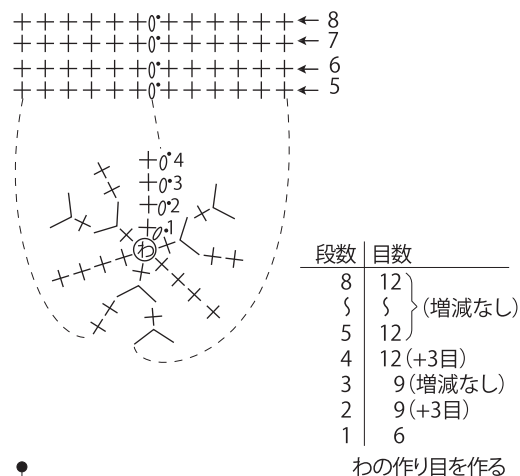 8
7
6
5
4
3
2
1
わ
段数 目数
8 12
〜 〜 (増減なし)
5 12
4 12(+3目)
3 9(増減なし)
2 9(+3目)
1 6
わの作り目を作る